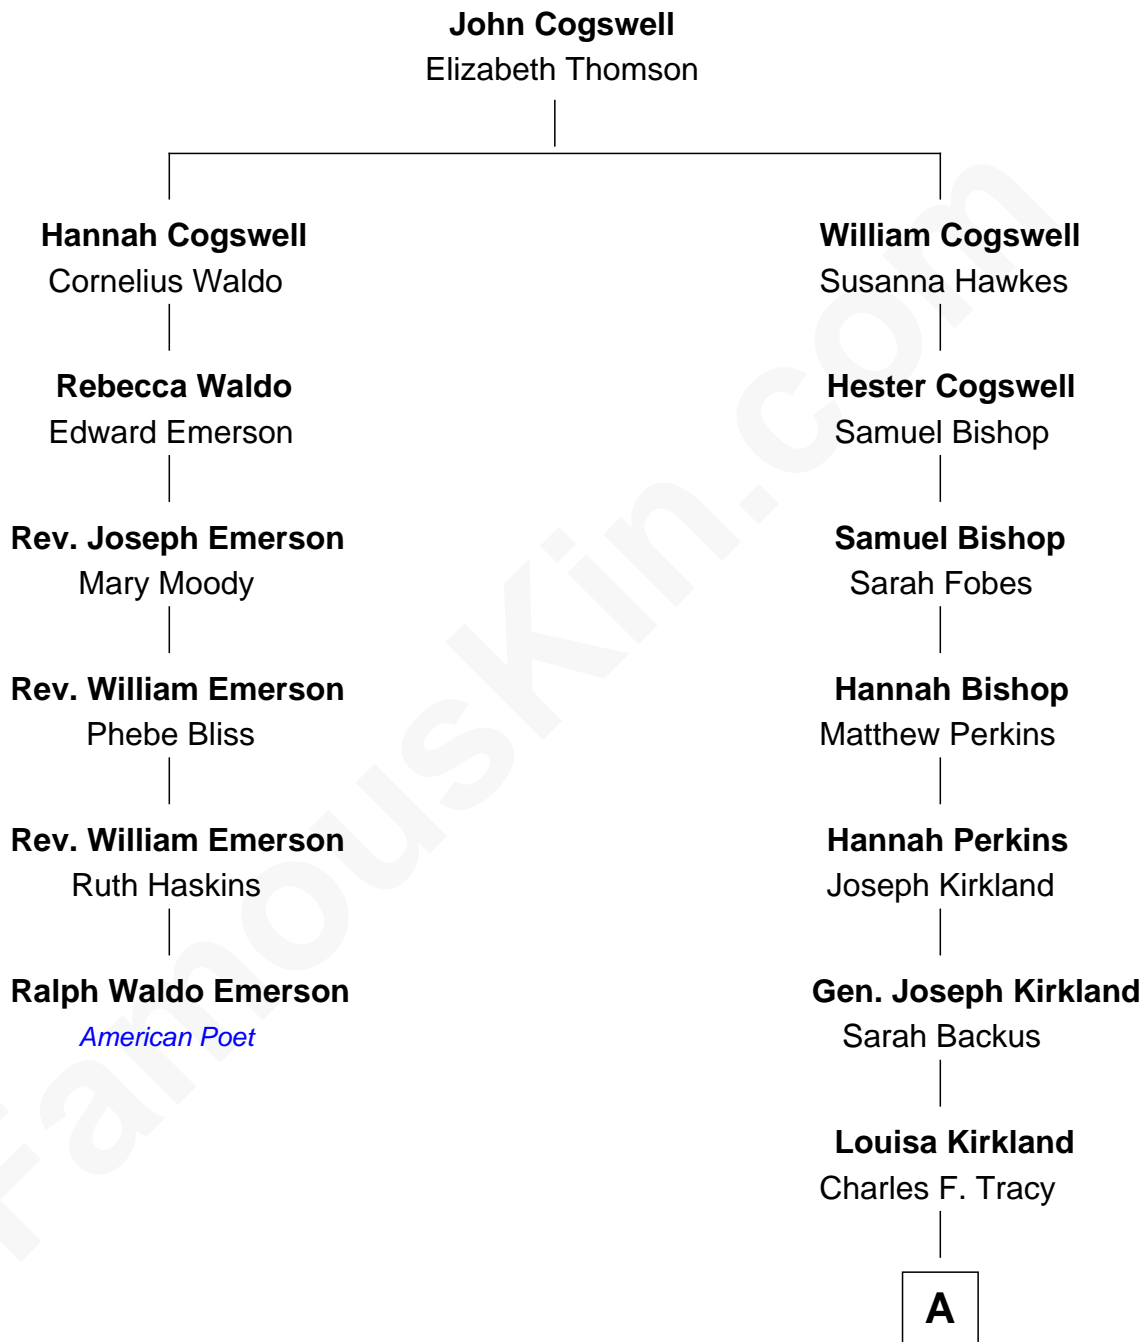 John Cogswell
Elizabeth Thomson
Hannah Cogswell
Cornelius Waldo
Rebecca Waldo
Edward Emerson
Rev. Joseph Emerson
Mary Moody
Rev. William Emerson
Phebe Bliss
Rev. William Emerson
Ruth Haskins
Ralph Waldo Emerson
American Poet
William Cogswell
Susanna Hawkes
Hester Cogswell
Samuel Bishop
Samuel Bishop
Sarah Fobes
Hannah Bishop
Matthew Perkins
Hannah Perkins
Joseph Kirkland
Gen. Joseph Kirkland
Sarah Backus
Louisa Kirkland
Charles F. Tracy
A
FamousKin.com